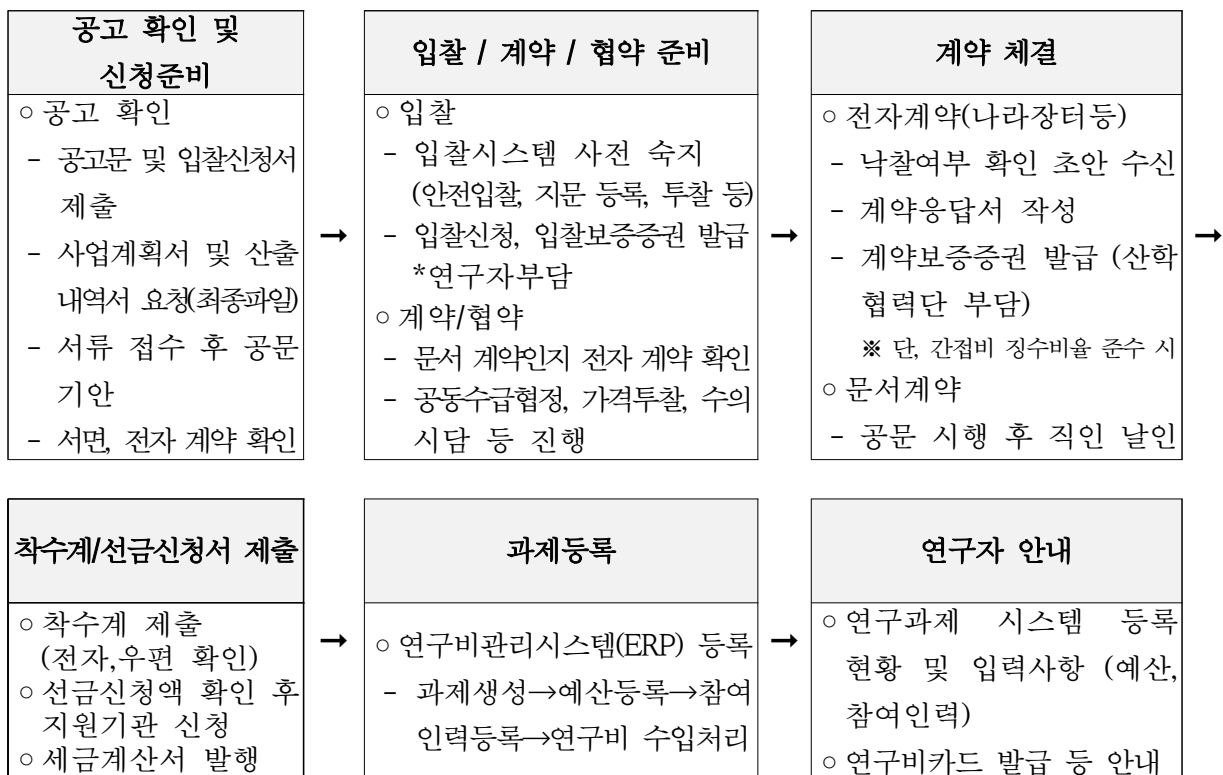 공고 확인 및
신청준비
○ 공고 확인
- 공고문 및 입찰신청서
제출
- 사업계획서 및 산출
내역서 요청(최종파일)
- 서류 접수 후 공문
기안
- 서면, 전자 계약 확인
➞
입찰 / 계약 / 협약 준비
○ 입찰
- 입찰시스템 사전 숙지
(안전입찰, 지문 등록, 투찰 등)
- 입찰신청, 입찰보증증권 발급
*연구자부담
○ 계약/협약
- 문서 계약인지 전자 계약 확인
- 공동수급협정, 가격투찰, 수의
시담 등 진행
➞
계약 체결
○ 전자계약(나라장터등)
- 낙찰여부 확인 초안 수신
- 계약응답서 작성
- 계약보증증권 발급 (산학
협력단 부담)
※ 단, 간접비 징수비율 준수 시
○ 문서계약
- 공문 시행 후 직인 날인
➞
착수계/선금신청서 제출
○ 착수계 제출
(전자,우편 확인)
○ 선금신청액 확인 후
지원기관 신청
○ 세금계산서 발행
➞
과제등록
○ 연구비관리시스템(ERP) 등록
- 과제생성→예산등록→참여
인력등록→연구비 수입처리
➞
연구자 안내
○ 연구과제 시스템 등록
현황 및 입력사항 (예산,
참여인력)
○ 연구비카드 발급 등 안내